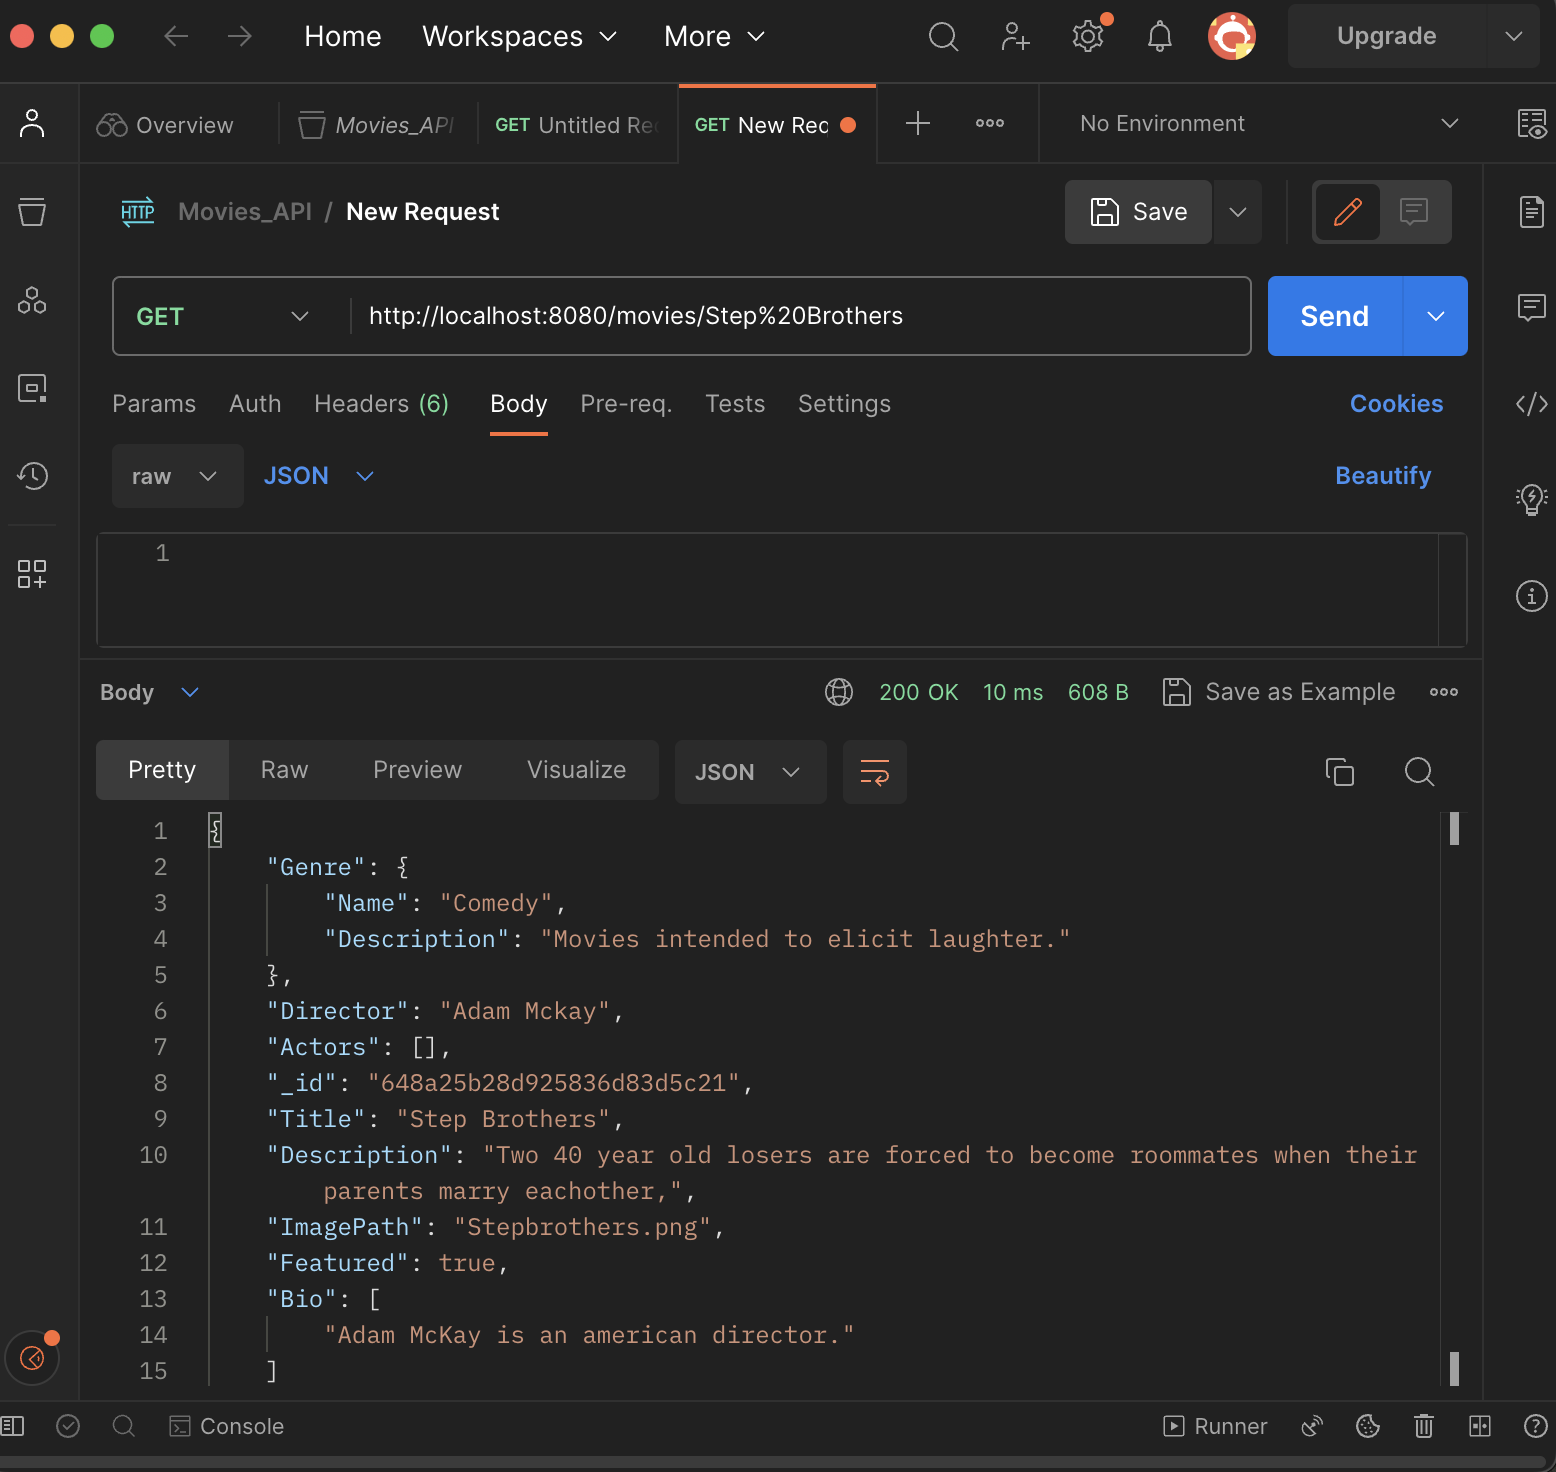 Home Workspaces More Upgrade
Overview Movies_API GET Untitled Rec GET New Rec No Environment
HTTP Movies_API / New Request Save
GET http://localhost:8080/movies/Step%20Brothers Send
Params Auth Headers (6) Body Pre-req. Tests Settings Cookies
raw JSON Beautify
1
Body 200 OK 10 ms 608 B Save as Example
Pretty Raw Preview Visualize JSON
1 {
2 "Genre": {
3 "Name": "Comedy",
4 "Description": "Movies intended to elicit laughter."
5 },
6 "Director": "Adam Mckay",
7 "Actors": [],
8 "_id": "648a25b28d925836d83d5c21",
9 "Title": "Step Brothers",
10 "Description": "Two 40 year old losers are forced to become roommates when their
parents marry eachother,",
11 "ImagePath": "Stepbrothers.png",
12 "Featured": true,
13 "Bio": [
14 "Adam McKay is an american director."
15 ]
Console Runner